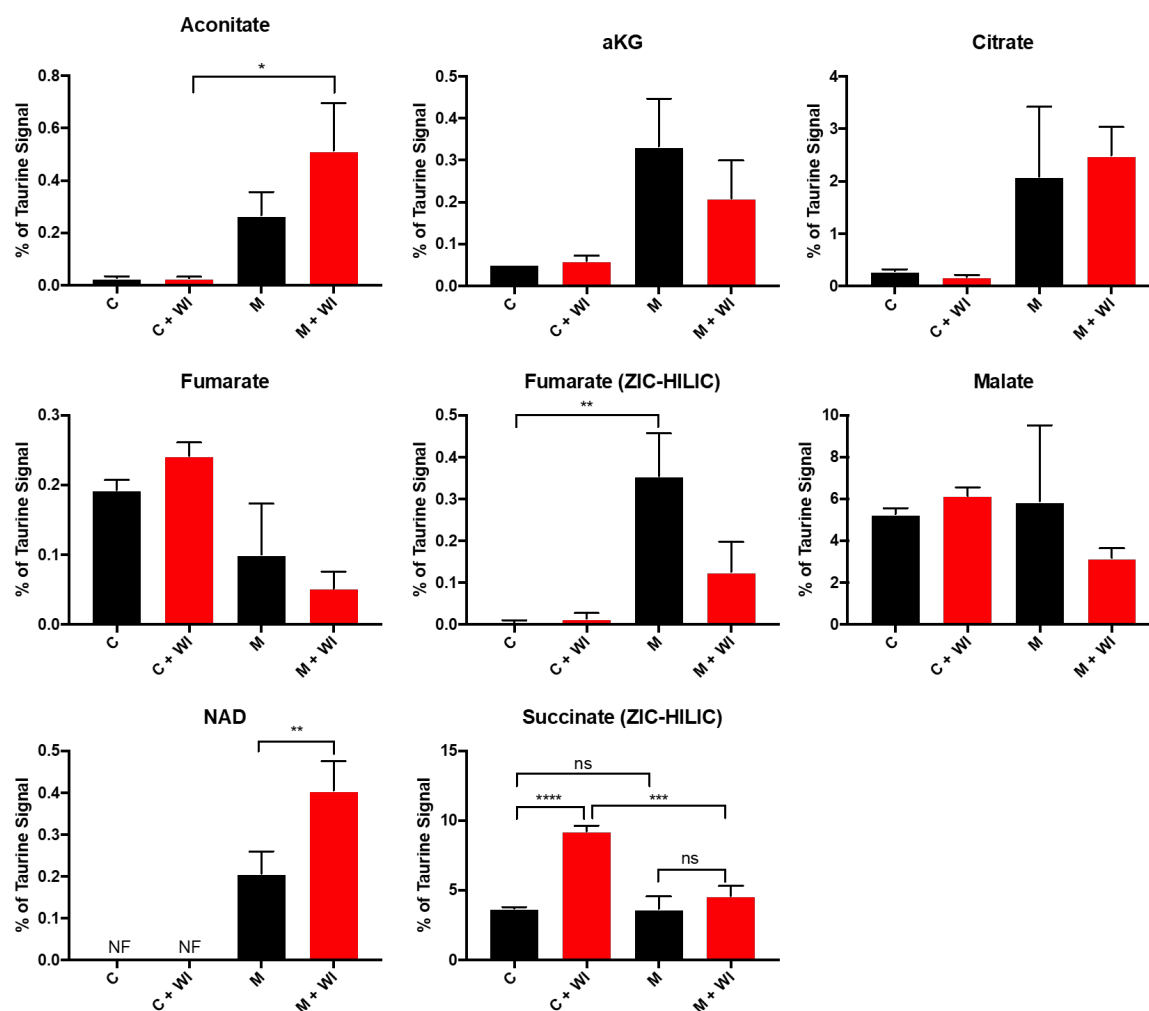 Aconitate
% of Taurine Signal
0.8
0.6
0.4
0.2
0.0
*
C
C + WI
M
M + WI
aKG
% of Taurine Signal
0.5
0.4
0.3
0.2
0.1
0.0
C
C + WI
M
M + WI
Citrate
% of Taurine Signal
4
3
2
1
0
C
C + WI
M
M + WI
Fumarate
% of Taurine Signal
0.3
0.2
0.1
0.0
C
C + WI
M
M + WI
Fumarate (ZIC-HILIC)
% of Taurine Signal
0.5
0.4
0.3
0.2
0.1
0.0
**
C
C + WI
M
M + WI
Malate
% of Taurine Signal
10
8
6
4
2
0
C
C + WI
M
M + WI
NAD
% of Taurine Signal
0.5
0.4
0.3
0.2
0.1
0.0
**
NF
NF
C
C + WI
M
M + WI
Succinate (ZIC-HILIC)
% of Taurine Signal
15
10
5
0
ns
****
***
ns
C
C + WI
M
M + WI